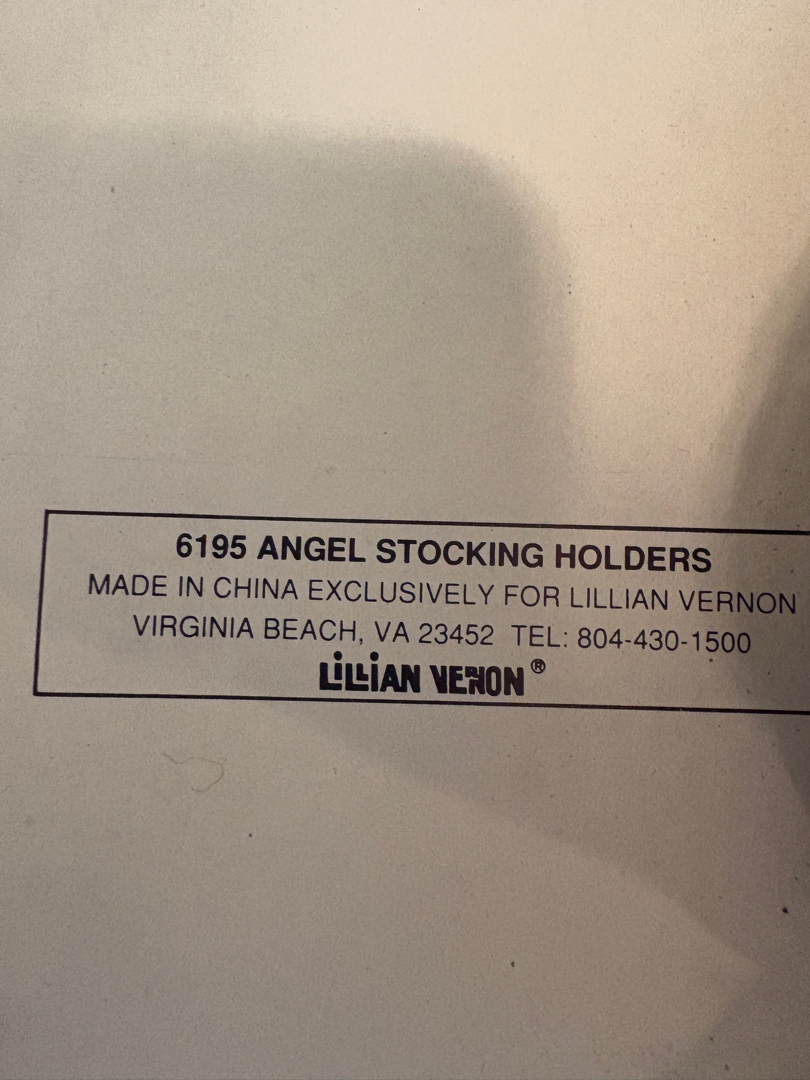 6195 ANGEL STOCKING HOLDERS
MADE IN CHINA EXCLUSIVELY FOR LILLIAN VERNON
VIRGINIA BEACH, VA 23452 TEL: 804-430-1500
LILLIAN VERNON®